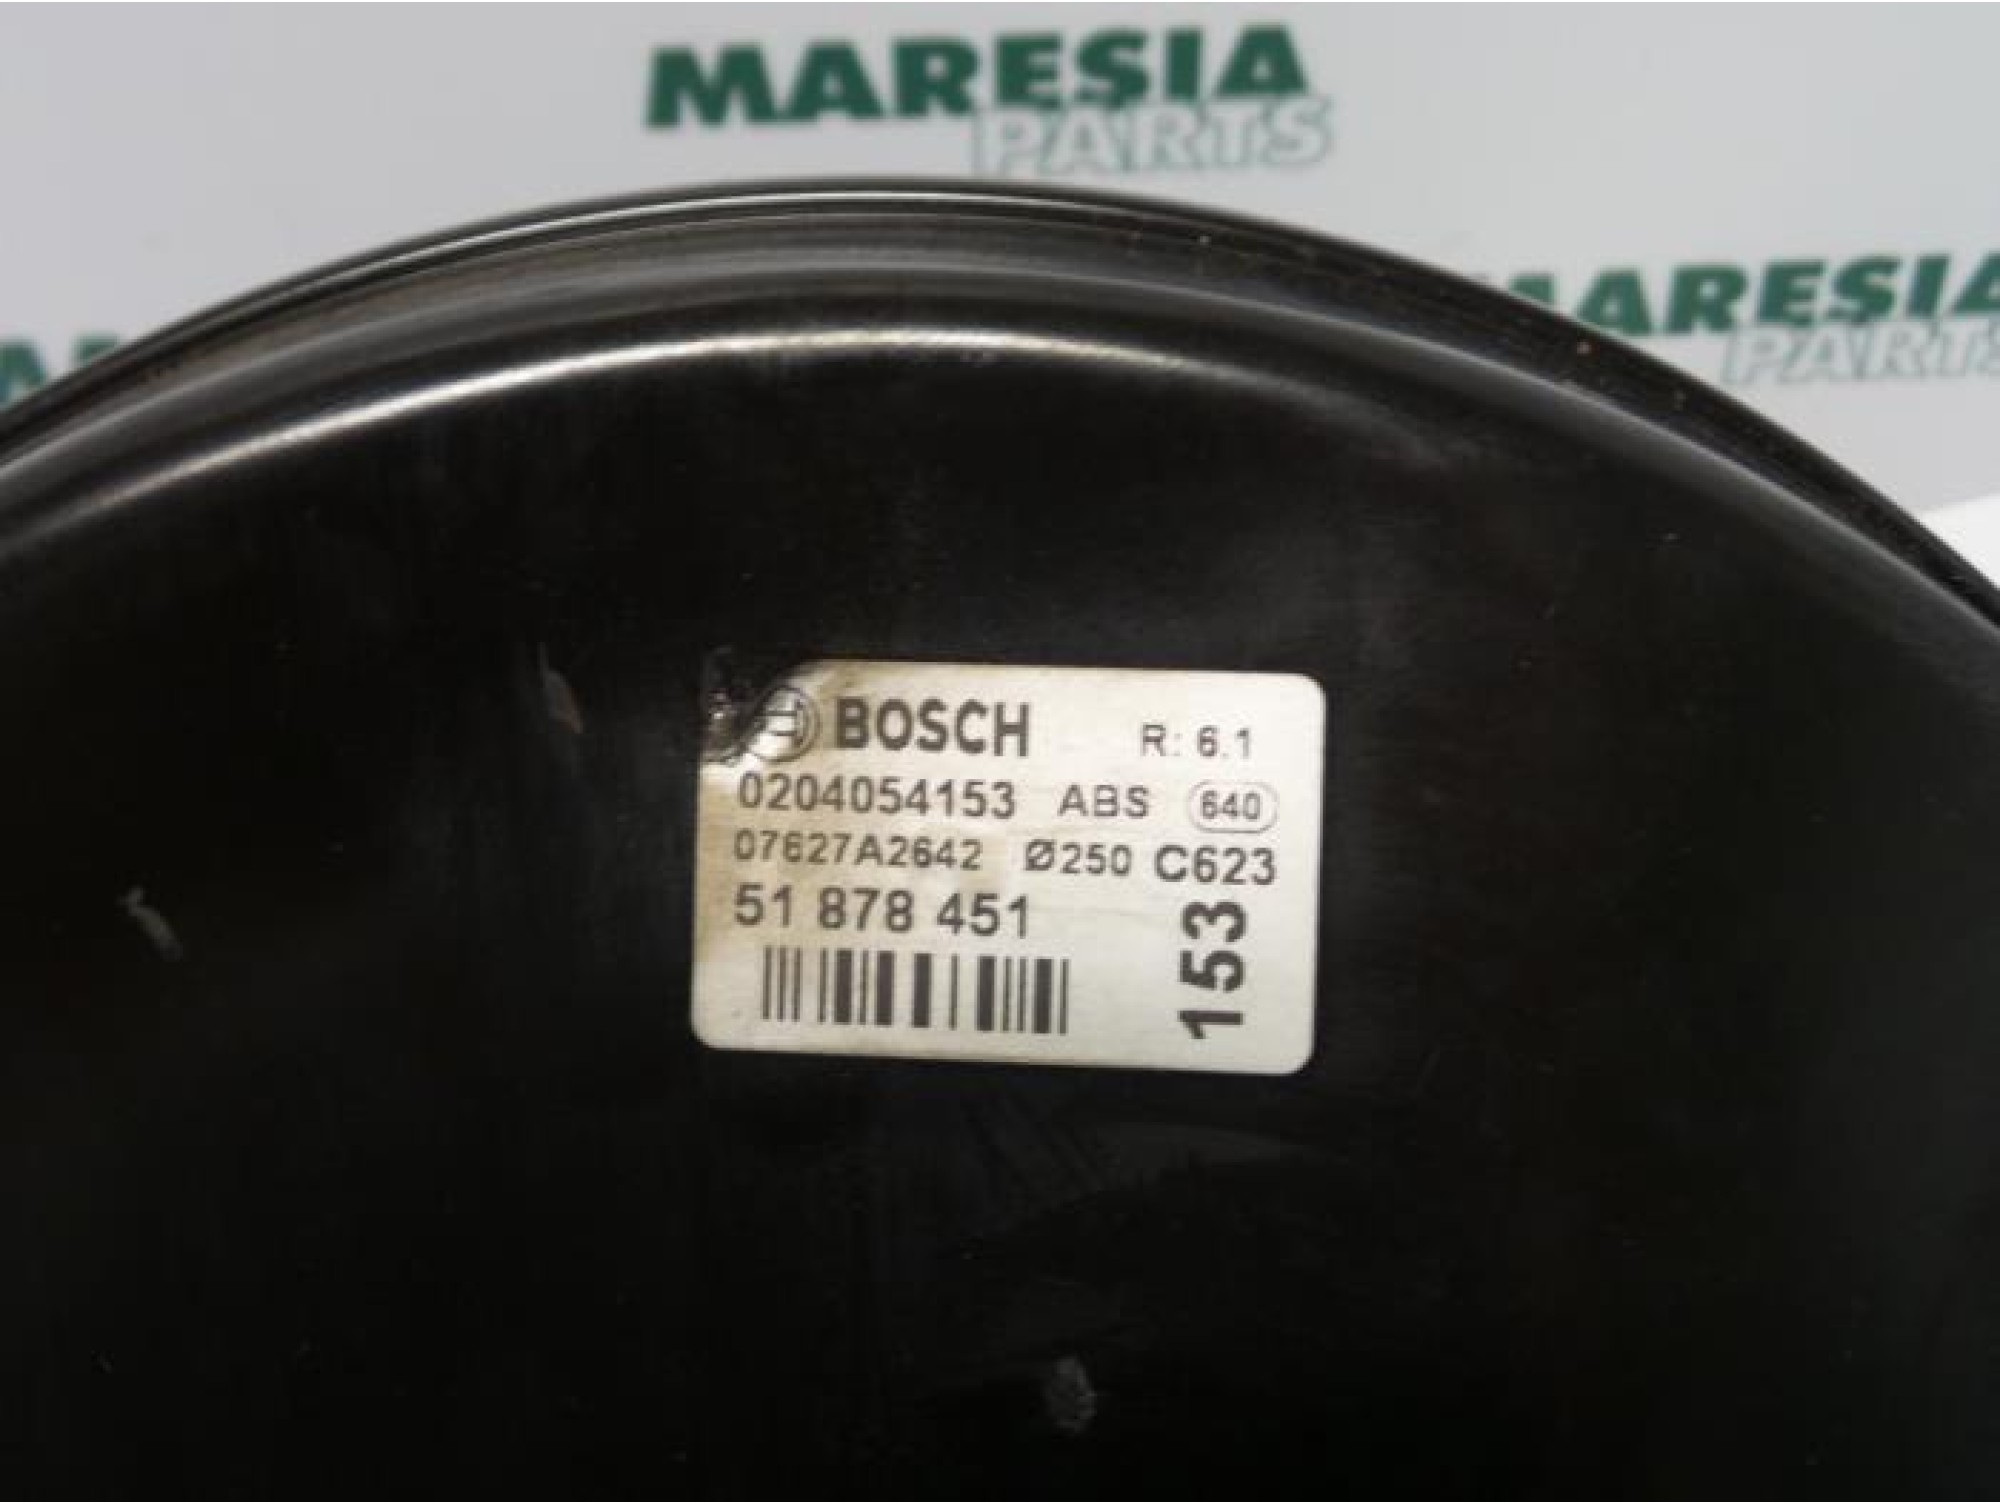 MARESIA
PARTS
MARESIA
PARTS
BOSCH R: 6.1
0204054153 ABS 640
07627A2642 Ø250 C623
51 878 451
153